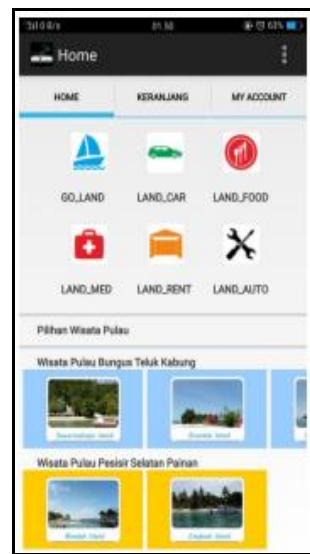 Home
HOME KERANJANG MY ACCOUNT
GO_LAND LAND_CAR LAND_FOOD
LAND_MED LAND_RENT LAND_AUTO
Pilihan Wisata Pulau
Wisata Pulau Bungus Teluk Kabung
Wisata Pulau Pesisir Selatan Painan